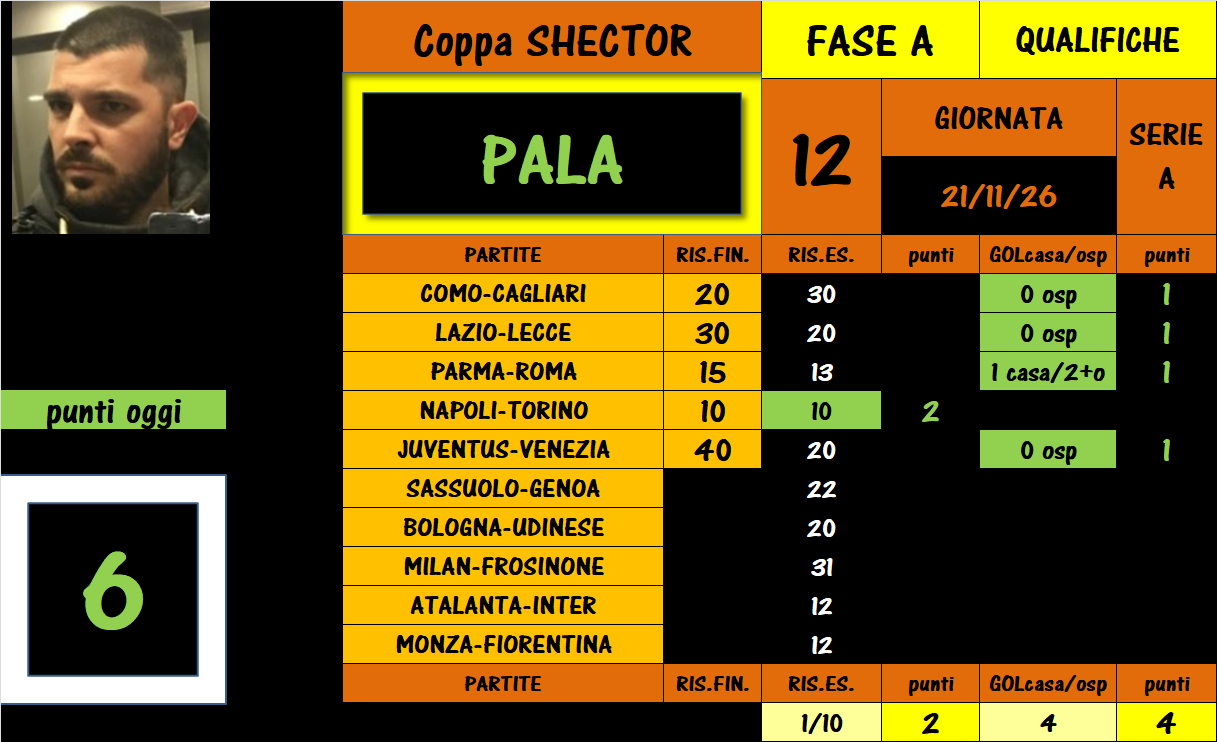 Coppa SHECTOR FASE A QUALIFICHE
PALA 12 GIORNATA SERIE A
21/11/26
PARTITE RIS.FIN. RIS.ES. punti GOLcasa/osp punti
COMO-CAGLIARI 20 30 0 osp 1
LAZIO-LECCE 30 20 0 osp 1
PARMA-ROMA 15 13 1 casa/2+o 1
punti oggi NAPOLI-TORINO 10 10 2
JUVENTUS-VENEZIA 40 20 0 osp 1
SASSUOLO-GENOA 22
BOLOGNA-UDINESE 20
6 MILAN-FROSINONE 31
ATALANTA-INTER 12
MONZA-FIORENTINA 12
PARTITE RIS.FIN. RIS.ES. punti GOLcasa/osp punti
1/10 2 4 4